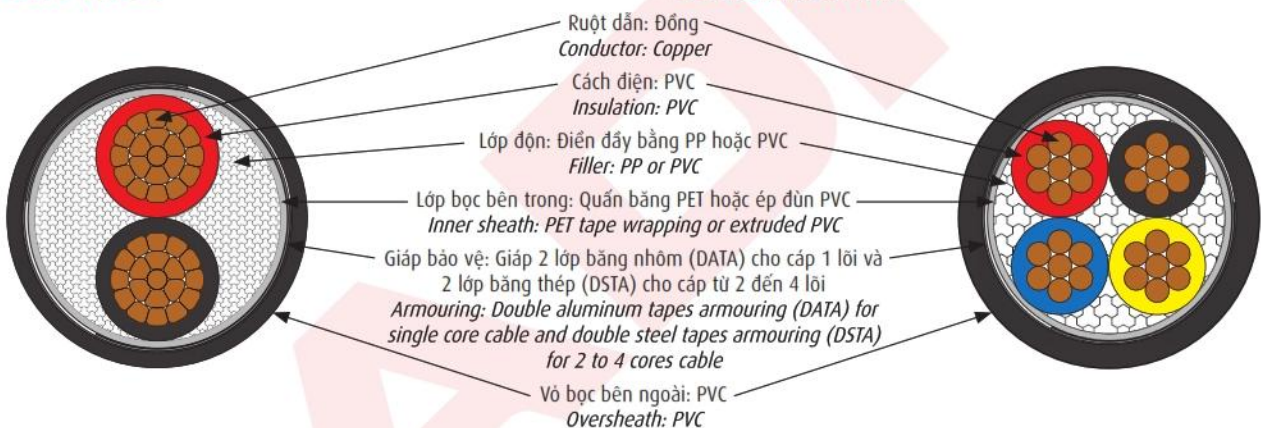 Ruột dẫn: Đồng
Conductor: Copper
Cách điện: PVC
Insulation: PVC
Lớp độn: Điền đầy bằng PP hoặc PVC
Filler: PP or PVC
Lớp bọc bên trong: Quấn băng PET hoặc ép đùn PVC
Inner sheath: PET tape wrapping or extruded PVC
Giáp bảo vệ: Giáp 2 lớp băng nhôm (DATA) cho cáp 1 lõi và
2 lớp băng thép (DSTA) cho cáp từ 2 đến 4 lõi
Armouring: Double aluminum tapes armouring (DATA) for
single core cable and double steel tapes armouring (DSTA)
for 2 to 4 cores cable
Vỏ bọc bên ngoài: PVC
Oversheath: PVC